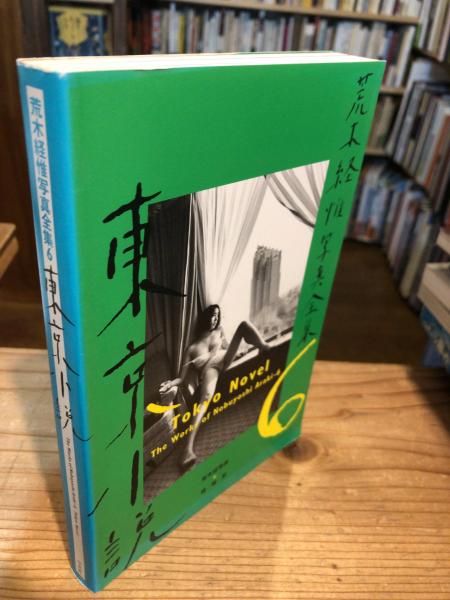 荒木経惟写真全集6
東京小説
荒木経惟写真全集
6
東京小説
Tokyo Novel
The Works of Nobuyoshi Araki-6